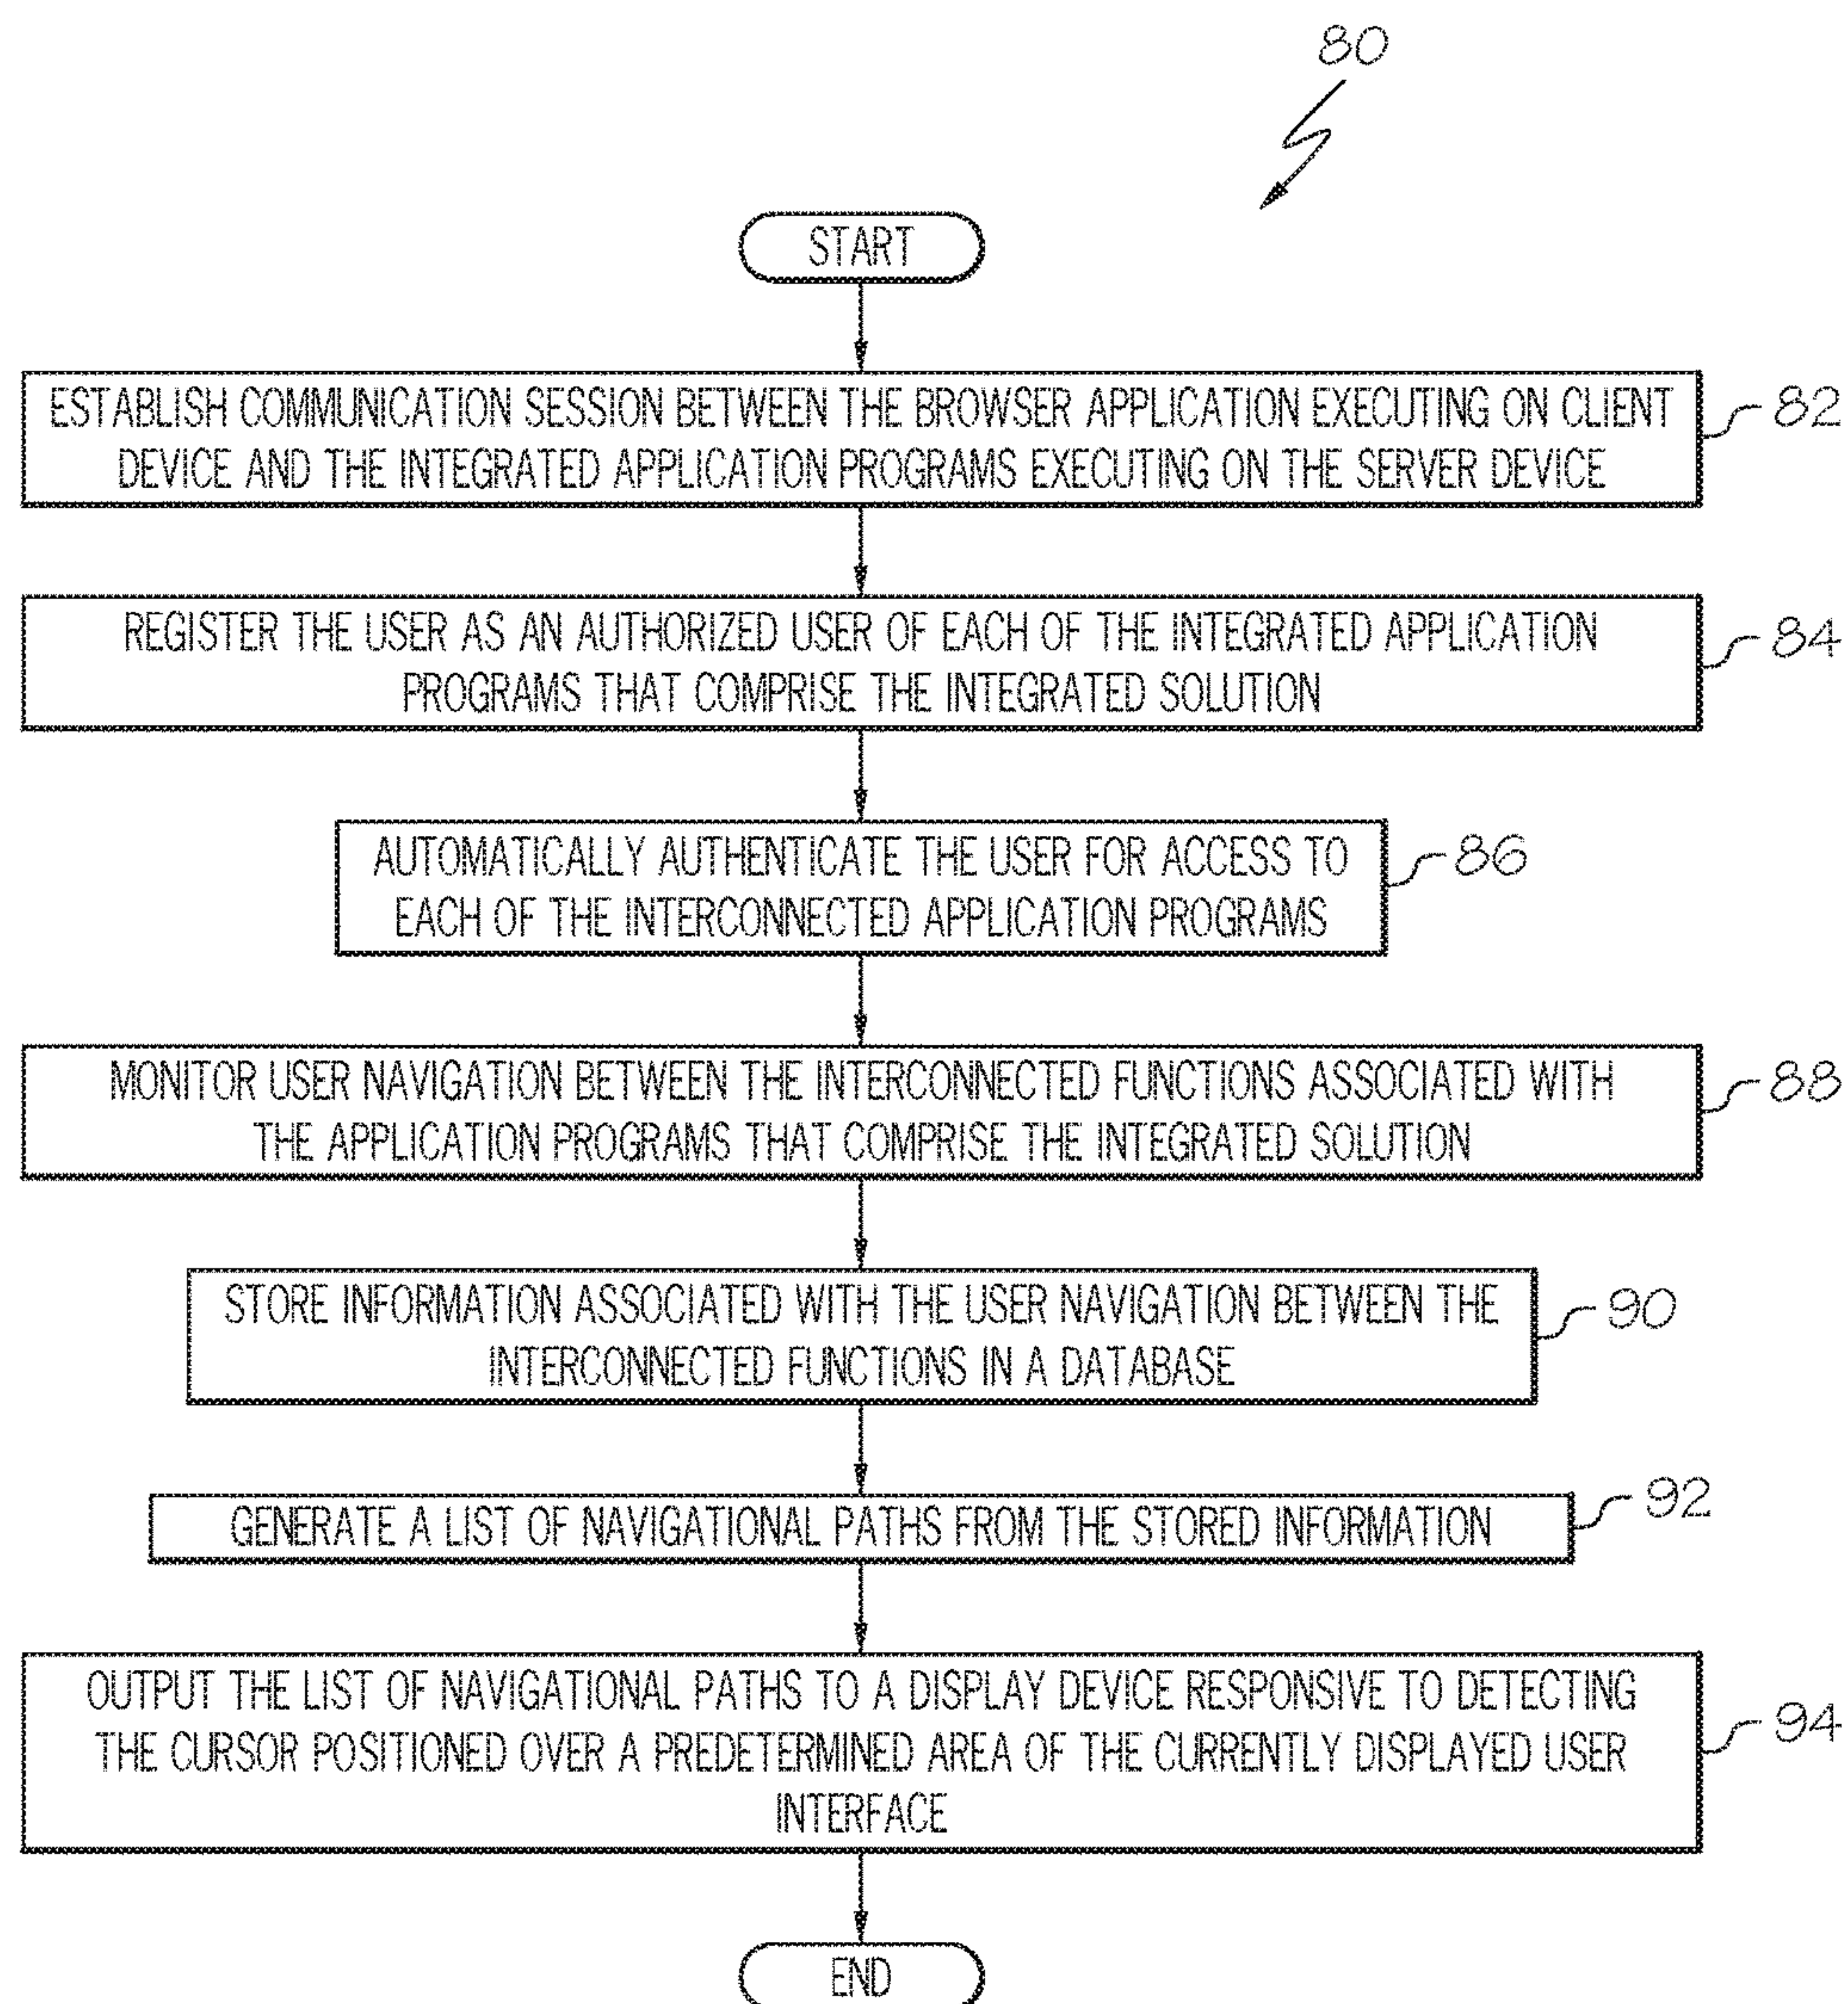 80
START
ESTABLISH COMMUNICATION SESSION BETWEEN THE BROWSER APPLICATION EXECUTING ON CLIENT
DEVICE AND THE INTEGRATED APPLICATION PROGRAMS EXECUTING ON THE SERVER DEVICE
82
REGISTER THE USER AS AN AUTHORIZED USER OF EACH OF THE INTEGRATED APPLICATION
PROGRAMS THAT COMPRISE THE INTEGRATED SOLUTION
84
AUTOMATICALLY AUTHENTICATE THE USER FOR ACCESS TO
EACH OF THE INTERCONNECTED APPLICATION PROGRAMS
86
MONITOR USER NAVIGATION BETWEEN THE INTERCONNECTED FUNCTIONS ASSOCIATED WITH
THE APPLICATION PROGRAMS THAT COMPRISE THE INTEGRATED SOLUTION
88
STORE INFORMATION ASSOCIATED WITH THE USER NAVIGATION BETWEEN THE
INTERCONNECTED FUNCTIONS IN A DATABASE
90
GENERATE A LIST OF NAVIGATIONAL PATHS FROM THE STORED INFORMATION
92
OUTPUT THE LIST OF NAVIGATIONAL PATHS TO A DISPLAY DEVICE RESPONSIVE TO DETECTING
THE CURSOR POSITIONED OVER A PREDETERMINED AREA OF THE CURRENTLY DISPLAYED USER
INTERFACE
94
END